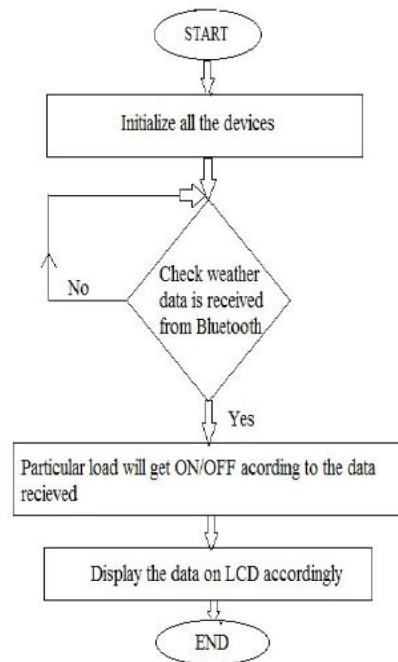 START
Initialize all the devices
Check weather
data is received
from Bluetooth
No
Yes
Particular load will get ON/OFF acording to the data
recieved
Display the data on LCD accordingly
END